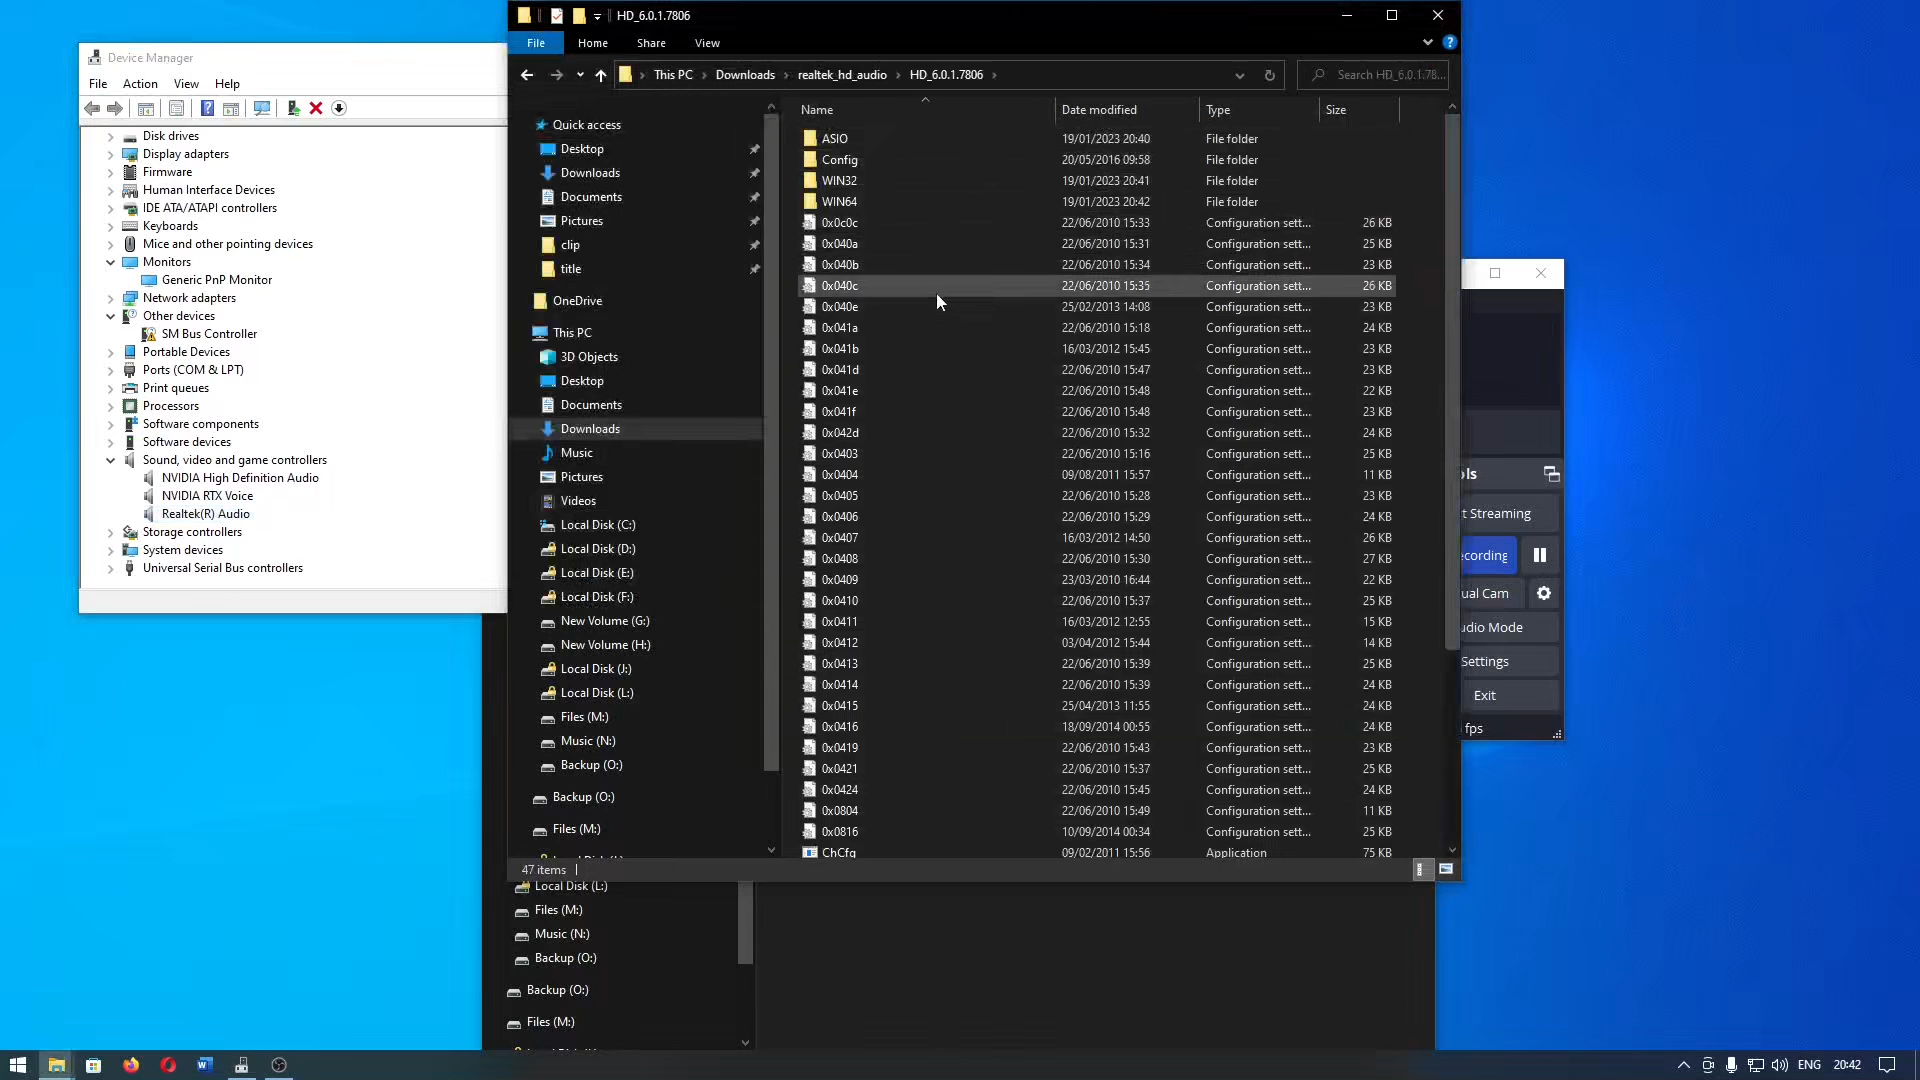 Device Manager
File Action View Help
Disk drives
Display adapters
Firmware
Human Interface Devices
IDE ATA/ATAPI controllers
Keyboards
Mice and other pointing devices
Monitors
Generic PnP Monitor
Network adapters
Other devices
SM Bus Controller
Portable Devices
Ports (COM & LPT)
Print queues
Processors
Software components
Software devices
Sound, video and game controllers
NVIDIA High Definition Audio
NVIDIA RTX Voice
Realtek(R) Audio
Storage controllers
System devices
Universal Serial Bus controllers
HD_6.0.1.7806
File Home Share View
This PC Downloads realtek_hd_audio HD_6.0.1.7806
Search HD_6.0.1.78...
Quick access
Desktop
Downloads
Documents
Pictures
clip
title
OneDrive
This PC
3D Objects
Desktop
Documents
Downloads
Music
Pictures
Videos
Local Disk (C:)
Local Disk (D:)
Local Disk (E:)
Local Disk (F:)
New Volume (G:)
New Volume (H:)
Local Disk (J:)
Local Disk (L:)
Files (M:)
Music (N:)
Backup (O:)
Backup (O:)
Files (M:)
Name Date modified Type Size
ASIO 19/01/2023 20:40 File folder
Config 20/05/2016 09:58 File folder
WIN32 19/01/2023 20:41 File folder
WIN64 19/01/2023 20:42 File folder
0x0c0c 22/06/2010 15:33 Configuration sett... 26 KB
0x040a 22/06/2010 15:31 Configuration sett... 25 KB
0x040b 22/06/2010 15:34 Configuration sett... 23 KB
0x040c 22/06/2010 15:35 Configuration sett... 26 KB
0x040e 25/02/2013 14:08 Configuration sett... 23 KB
0x041a 22/06/2010 15:18 Configuration sett... 24 KB
0x041b 16/03/2012 15:45 Configuration sett... 23 KB
0x041d 22/06/2010 15:47 Configuration sett... 23 KB
0x041e 22/06/2010 15:48 Configuration sett... 22 KB
0x041f 22/06/2010 15:48 Configuration sett... 23 KB
0x042d 22/06/2010 15:32 Configuration sett... 24 KB
0x0403 22/06/2010 15:16 Configuration sett... 25 KB
0x0404 09/08/2011 15:57 Configuration sett... 11 KB
0x0405 22/06/2010 15:28 Configuration sett... 23 KB
0x0406 22/06/2010 15:29 Configuration sett... 24 KB
0x0407 16/03/2012 14:50 Configuration sett... 26 KB
0x0408 22/06/2010 15:30 Configuration sett... 27 KB
0x0409 23/03/2010 16:44 Configuration sett... 22 KB
0x0410 22/06/2010 15:37 Configuration sett... 25 KB
0x0411 16/03/2012 12:55 Configuration sett... 15 KB
0x0412 03/04/2012 15:44 Configuration sett... 14 KB
0x0413 22/06/2010 15:39 Configuration sett... 25 KB
0x0414 22/06/2010 15:39 Configuration sett... 24 KB
0x0415 25/04/2013 11:55 Configuration sett... 24 KB
0x0416 18/09/2014 00:55 Configuration sett... 24 KB
0x0419 22/06/2010 15:43 Configuration sett... 23 KB
0x0421 22/06/2010 15:37 Configuration sett... 25 KB
0x0424 22/06/2010 15:45 Configuration sett... 24 KB
0x0804 22/06/2010 15:49 Configuration sett... 11 KB
0x0816 10/09/2014 00:34 Configuration sett... 25 KB
ChCfg 09/02/2011 15:56 Application 75 KB
47 items
Local Disk (L:)
Files (M:)
Music (N:)
Backup (O:)
Backup (O:)
Files (M:)
ols
t Streaming
ecording
ual Cam
udio Mode
Settings
Exit
fps
ENG 20:42